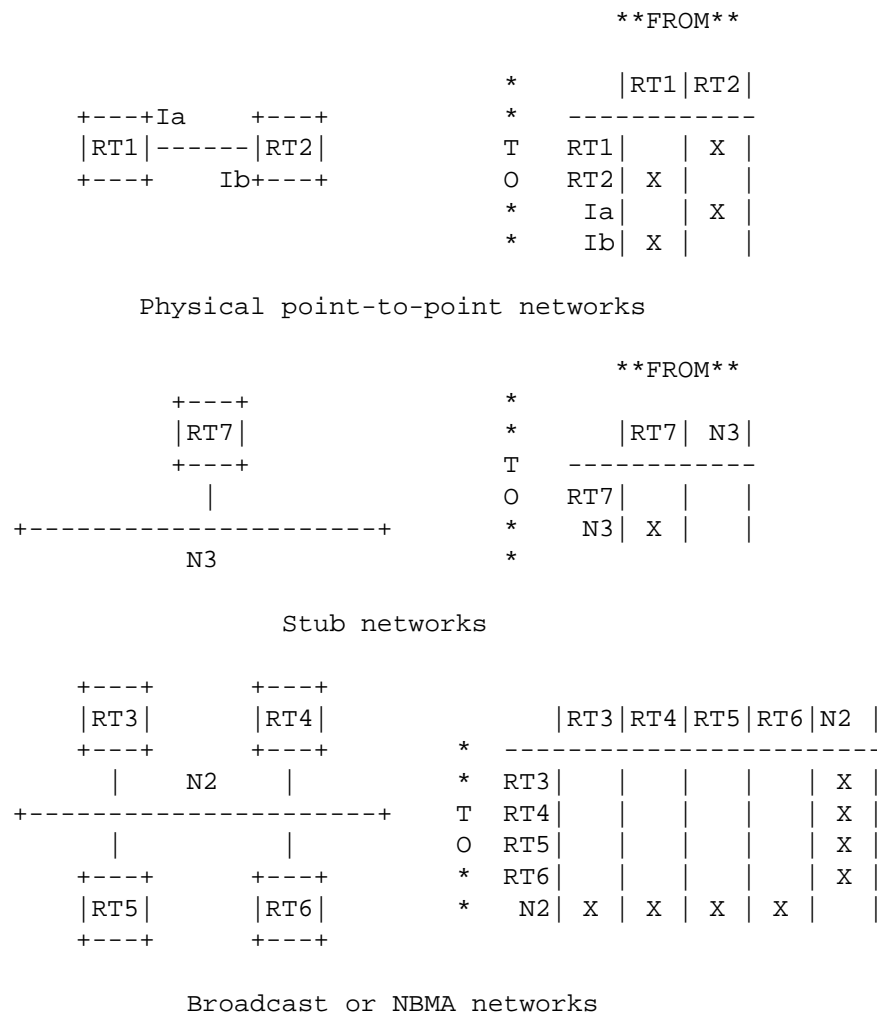 **FROM**

                                           *      |RT1|RT2|
                +---+Ia    +---+           *   ------------
                |RT1|------|RT2|           T   RT1|   | X |
                +---+    Ib+---+           O   RT2| X |   |
                                           *    Ia|   | X |
                                           *    Ib| X |   |

                    Physical point-to-point networks

                                                  **FROM**
                      +---+                *
                      |RT7|                *      |RT7| N3|
                      +---+                T   ------------
                        |                  O   RT7|   |   |
            +----------------------+       *    N3| X |   |
                       N3                  *

                            Stub networks

                +---+      +---+
                |RT3|      |RT4|              |RT3|RT4|RT5|RT6|N2 |
                +---+      +---+        *  ------------------------
                  |    N2    |          *  RT3|   |   |   |   | X |
            +----------------------+    T  RT4|   |   |   |   | X |
                  |          |          O  RT5|   |   |   |   | X |
                +---+      +---+        *  RT6|   |   |   |   | X |
                |RT5|      |RT6|        *   N2| X | X | X | X |   |
                +---+      +---+

                       Broadcast or NBMA networks